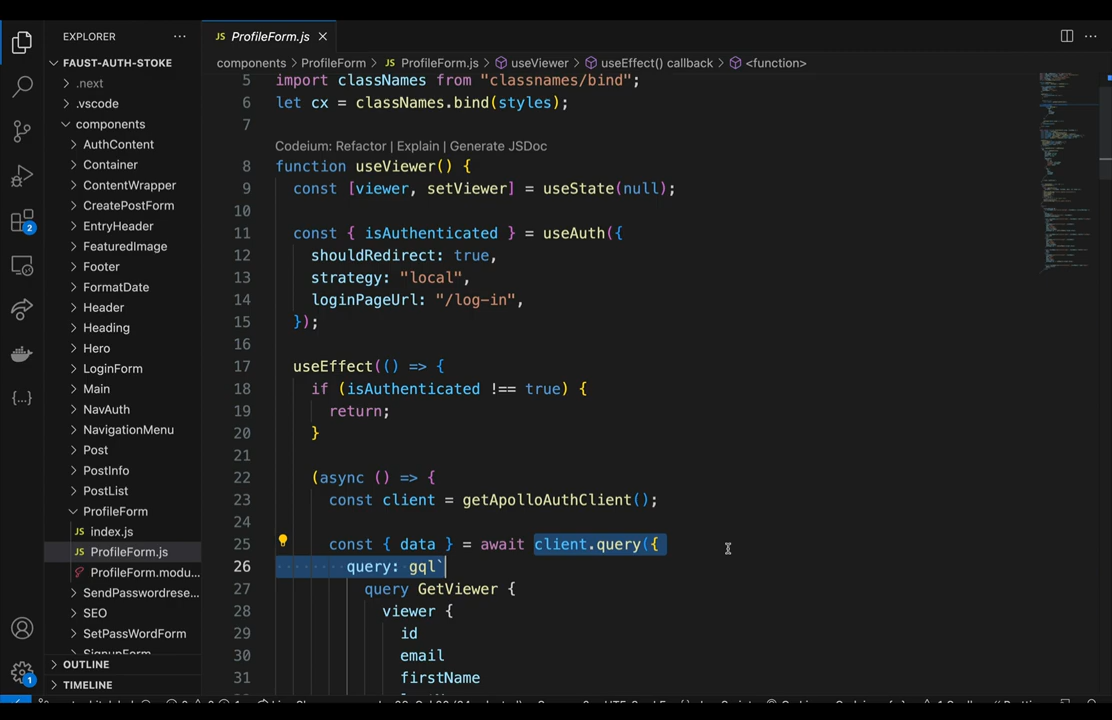 EXPLORER
ProfileForm.js
components > ProfileForm > ProfileForm.js > useViewer > useEffect() callback > <function>
FAUST-AUTH-STOKE
.next
.vscode
components
AuthContent
Container
ContentWrapper
CreatePostForm
EntryHeader
FeaturedImage
Footer
FormatDate
Header
Heading
Hero
LoginForm
Main
NavAuth
NavigationMenu
Post
PostInfo
PostList
ProfileForm
index.js
ProfileForm.js
ProfileForm.modu...
SendPasswordrese...
SEO
SetPassWordForm
SignupForm
OUTLINE
TIMELINE
2
1
5 import classNames from "classnames/bind";
6 let cx = classNames.bind(styles);
7
Codeium: Refactor | Explain | Generate JSDoc
8 function useViewer() {
9 const [viewer, setViewer] = useState(null);
10
11 const { isAuthenticated } = useAuth({
12 shouldRedirect: true,
13 strategy: "local",
14 loginPageUrl: "/log-in",
15 });
16
17 useEffect(() => {
18 if (isAuthenticated !== true) {
19 return;
20 }
21
22 (async () => {
23 const client = getApolloAuthClient();
24
25 const { data } = await client.query({
26 query: gql`
27 query GetViewer {
28 viewer {
29 id
30 email
31 firstName